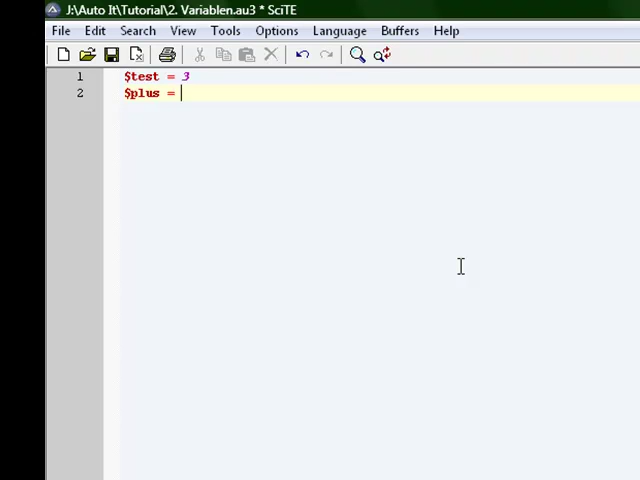 J:\Auto It\Tutorial\2. Variablen.au3 * SciTE
File Edit Search View Tools Options Language Buffers Help
1 $test = 3
2 $plus =